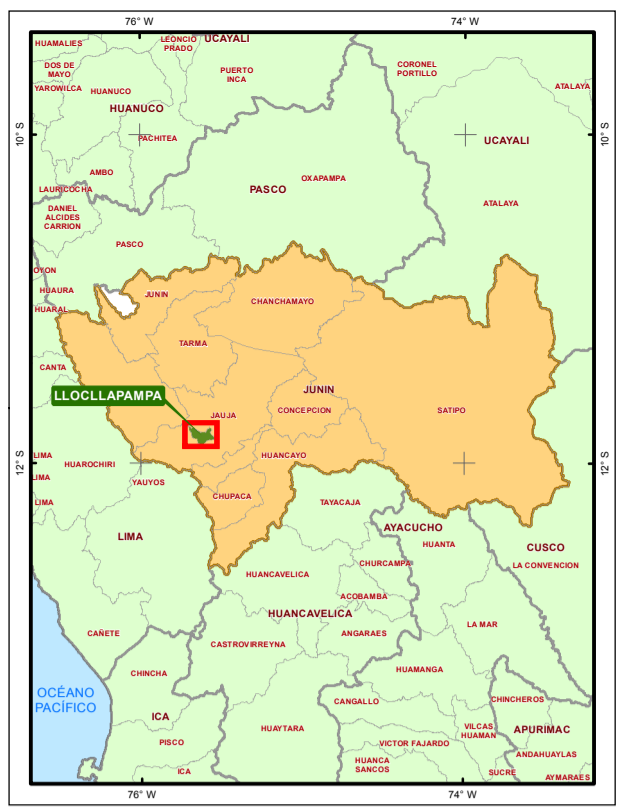 76° W
74° W
HUAMALIES
LEONCIO
PRADO
UCAYALI
DOS DE
MAYO
PUERTO
INCA
CORONEL
PORTILLO
YAROWILCA
HUANUCO
ATALAYA
HUANUCO
10° S
PACHITEA
UCAYALI
10° S
AMBO
LAURICOCHA
PASCO
OXAPAMPA
DANIEL
ALCIDES
CARRION
ATALAYA
PASCO
OYON
HUAURA
JUNIN
CHANCHAMAYO
HUARAL
TARMA
CANTA
LLOCLLAPAMPA
JUNIN
JAUJA
CONCEPCION
SATIPO
LIMA
HUAROCHIRI
HUANCAYO
12° S
12° S
LIMA
YAUYOS
CHUPACA
LIMA
TAYACAJA
LIMA
AYACUCHO
HUANTA
CUSCO
LA CONVENCION
HUANCAVELICA
CHURCAMPA
ACOBAMBA
HUANCAVELICA
LA MAR
CAÑETE
CASTROVIRREYNA
ANGARAES
CHINCHA
HUAMANGA
OCÉANO
PACÍFICO
CANGALLO
CHINCHEROS
ICA
HUAYTARA
VILCAS
HUAMAN
APURIMAC
PISCO
VICTOR FAJARDO
ANDAHUAYLAS
HUANCA
SANCOS
ICA
SUCRE
AYMARAES
76° W
74° W